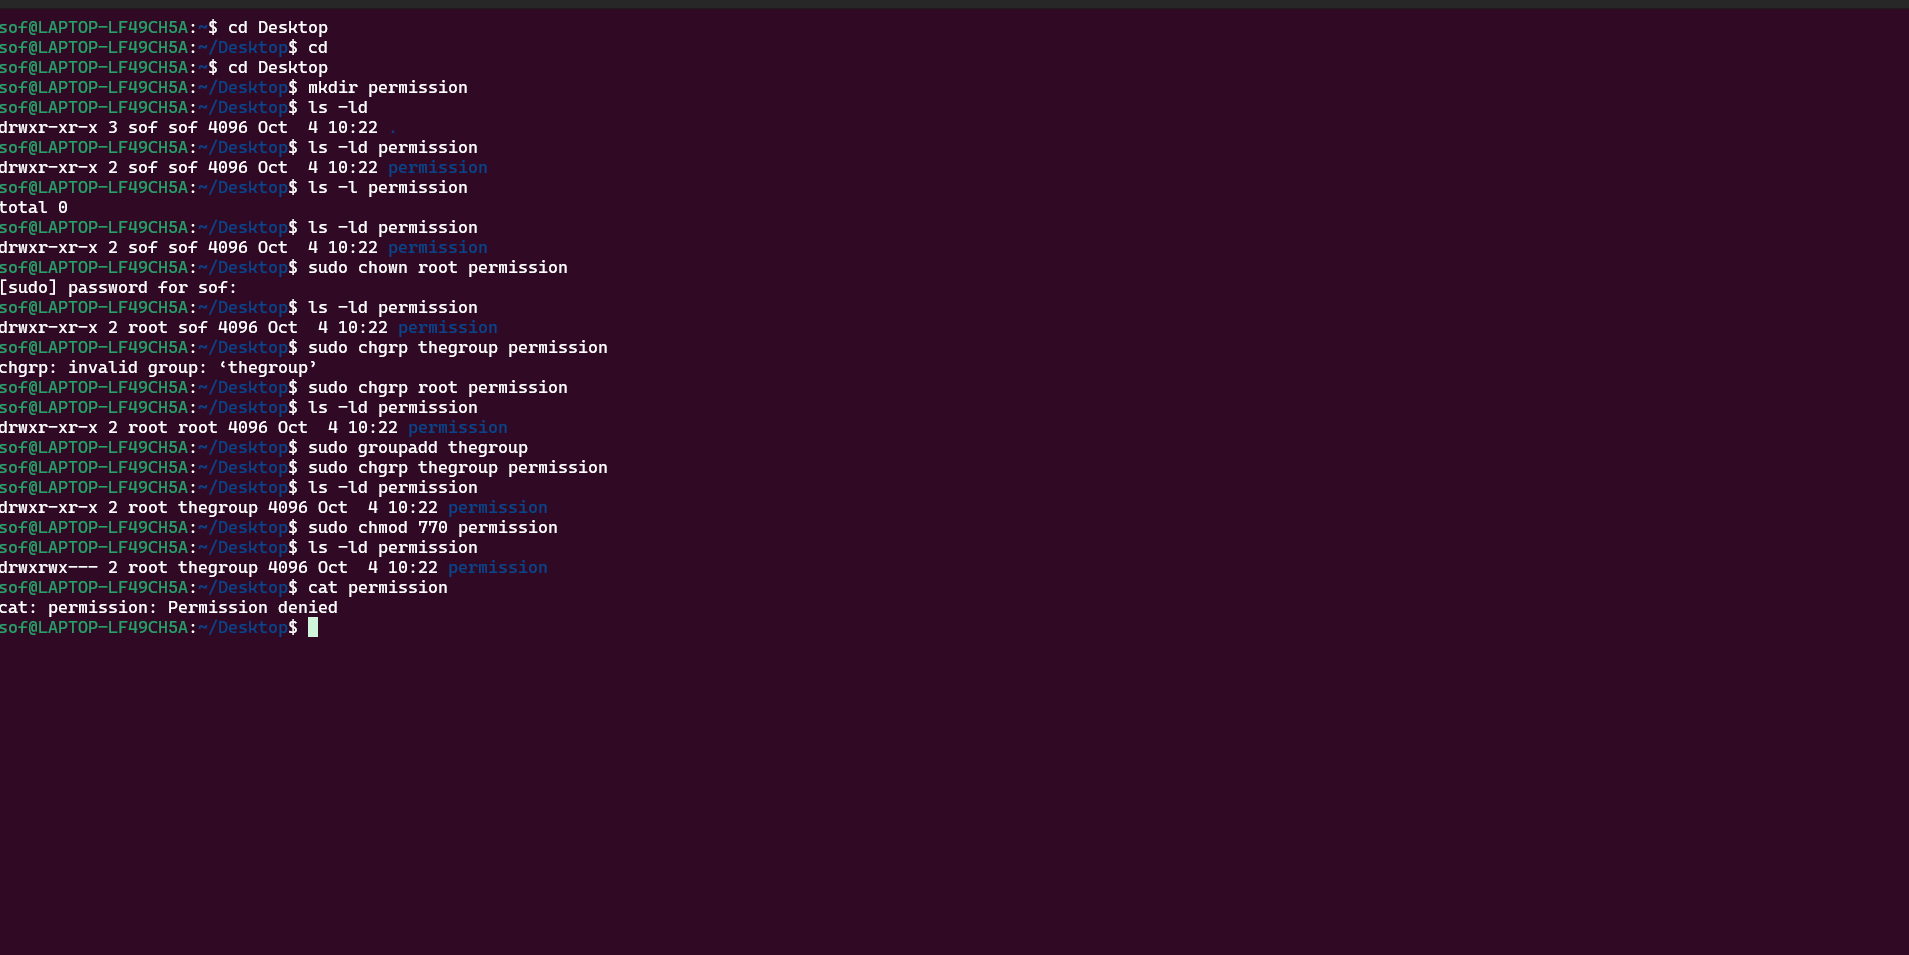 sof@LAPTOP-LF49CH5A:~$ cd Desktop
sof@LAPTOP-LF49CH5A:~/Desktop$ cd
sof@LAPTOP-LF49CH5A:~$ cd Desktop
sof@LAPTOP-LF49CH5A:~/Desktop$ mkdir permission
sof@LAPTOP-LF49CH5A:~/Desktop$ ls -ld
drwxr-xr-x 3 sof sof 4096 Oct  4 10:22 .
sof@LAPTOP-LF49CH5A:~/Desktop$ ls -ld permission
drwxr-xr-x 2 sof sof 4096 Oct  4 10:22 permission
sof@LAPTOP-LF49CH5A:~/Desktop$ ls -l permission
total 0
sof@LAPTOP-LF49CH5A:~/Desktop$ ls -ld permission
drwxr-xr-x 2 sof sof 4096 Oct  4 10:22 permission
sof@LAPTOP-LF49CH5A:~/Desktop$ sudo chown root permission
[sudo] password for sof:
sof@LAPTOP-LF49CH5A:~/Desktop$ ls -ld permission
drwxr-xr-x 2 root sof 4096 Oct  4 10:22 permission
sof@LAPTOP-LF49CH5A:~/Desktop$ sudo chgrp thegroup permission
chgrp: invalid group: ‘thegroup’
sof@LAPTOP-LF49CH5A:~/Desktop$ sudo chgrp root permission
sof@LAPTOP-LF49CH5A:~/Desktop$ ls -ld permission
drwxr-xr-x 2 root root 4096 Oct  4 10:22 permission
sof@LAPTOP-LF49CH5A:~/Desktop$ sudo groupadd thegroup
sof@LAPTOP-LF49CH5A:~/Desktop$ sudo chgrp thegroup permission
sof@LAPTOP-LF49CH5A:~/Desktop$ ls -ld permission
drwxr-xr-x 2 root thegroup 4096 Oct  4 10:22 permission
sof@LAPTOP-LF49CH5A:~/Desktop$ sudo chmod 770 permission
sof@LAPTOP-LF49CH5A:~/Desktop$ ls -ld permission
drwxrwx--- 2 root thegroup 4096 Oct  4 10:22 permission
sof@LAPTOP-LF49CH5A:~/Desktop$ cat permission
cat: permission: Permission denied
sof@LAPTOP-LF49CH5A:~/Desktop$